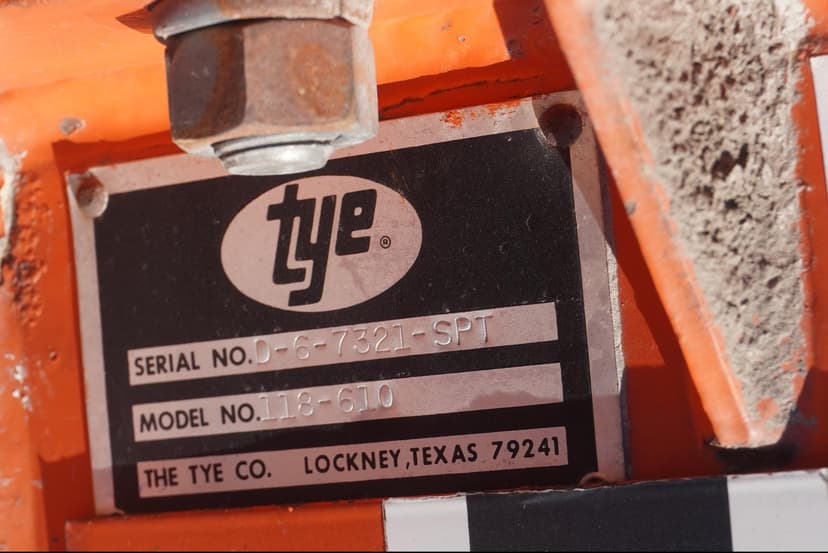 tye ®
SERIAL NO. D-6-7321-SPT
MODEL NO. 118-610
THE TYE CO. LOCKNEY, TEXAS 79241